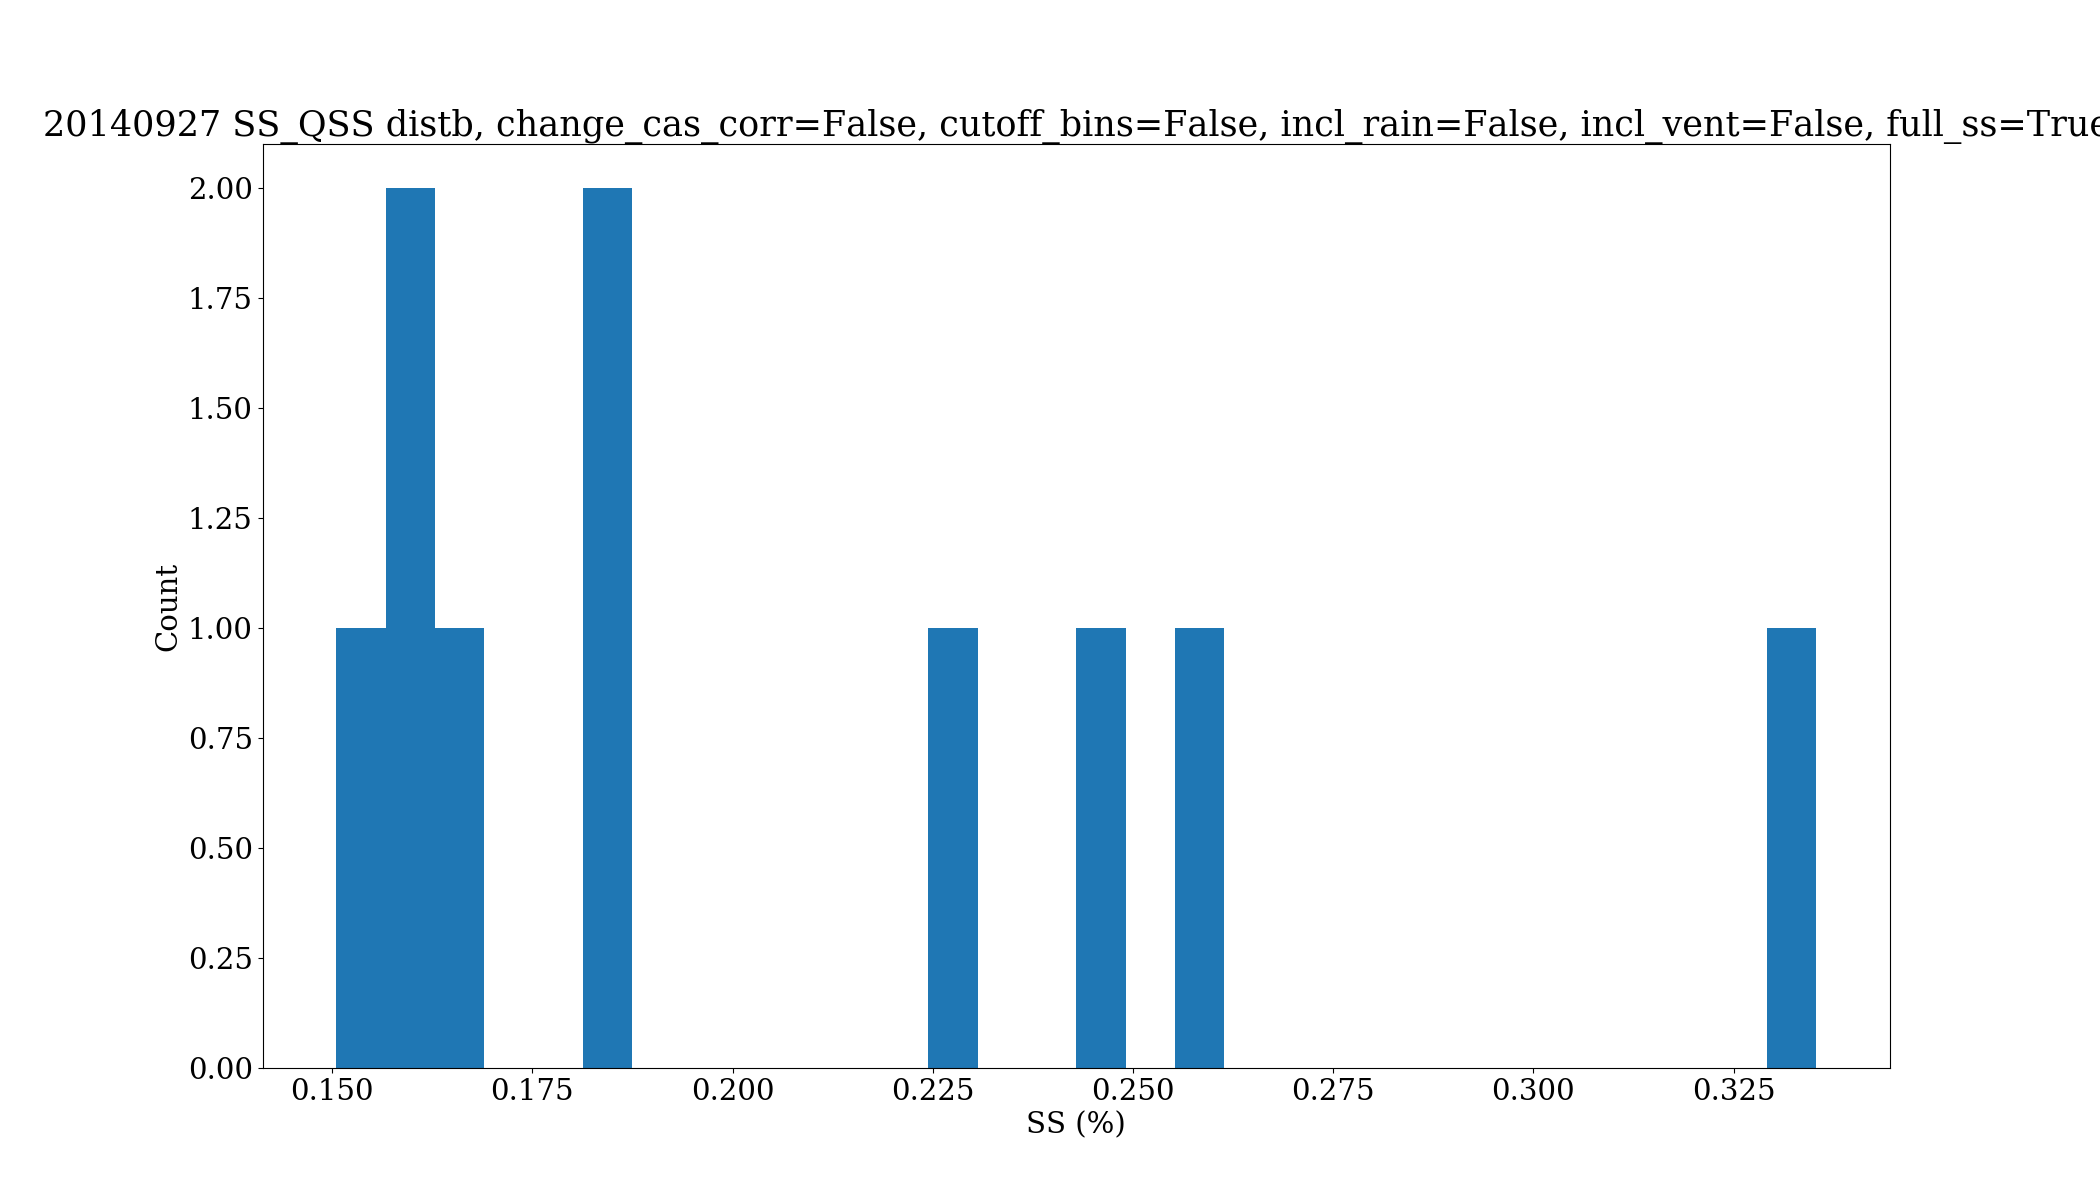 20140927 SS_QSS distb, change_cas_corr=False, cutoff_bins=False, incl_rain=False, incl_vent=False, full_ss=True
2.00
1.75
1.50
1.25
1.00
0.75
0.50
0.25
0.00
Count
0.150 0.175 0.200 0.225 0.250 0.275 0.300 0.325
SS (%)